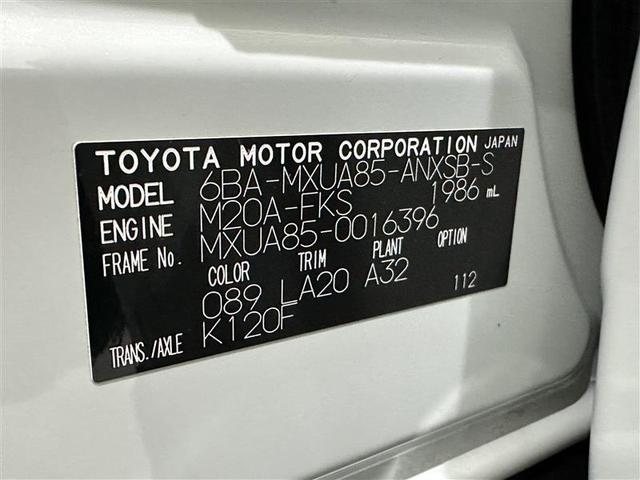 TOYOTA MOTOR CORPORATION JAPAN
MODEL 6BA-MXUA85-ANXSB-S
ENGINE M20A-FKS 1986 mL
FRAME No. MXUA85-0016396
COLOR TRIM PLANT OPTION
089 LA20 A32 112
TRANS./AXLE K120F